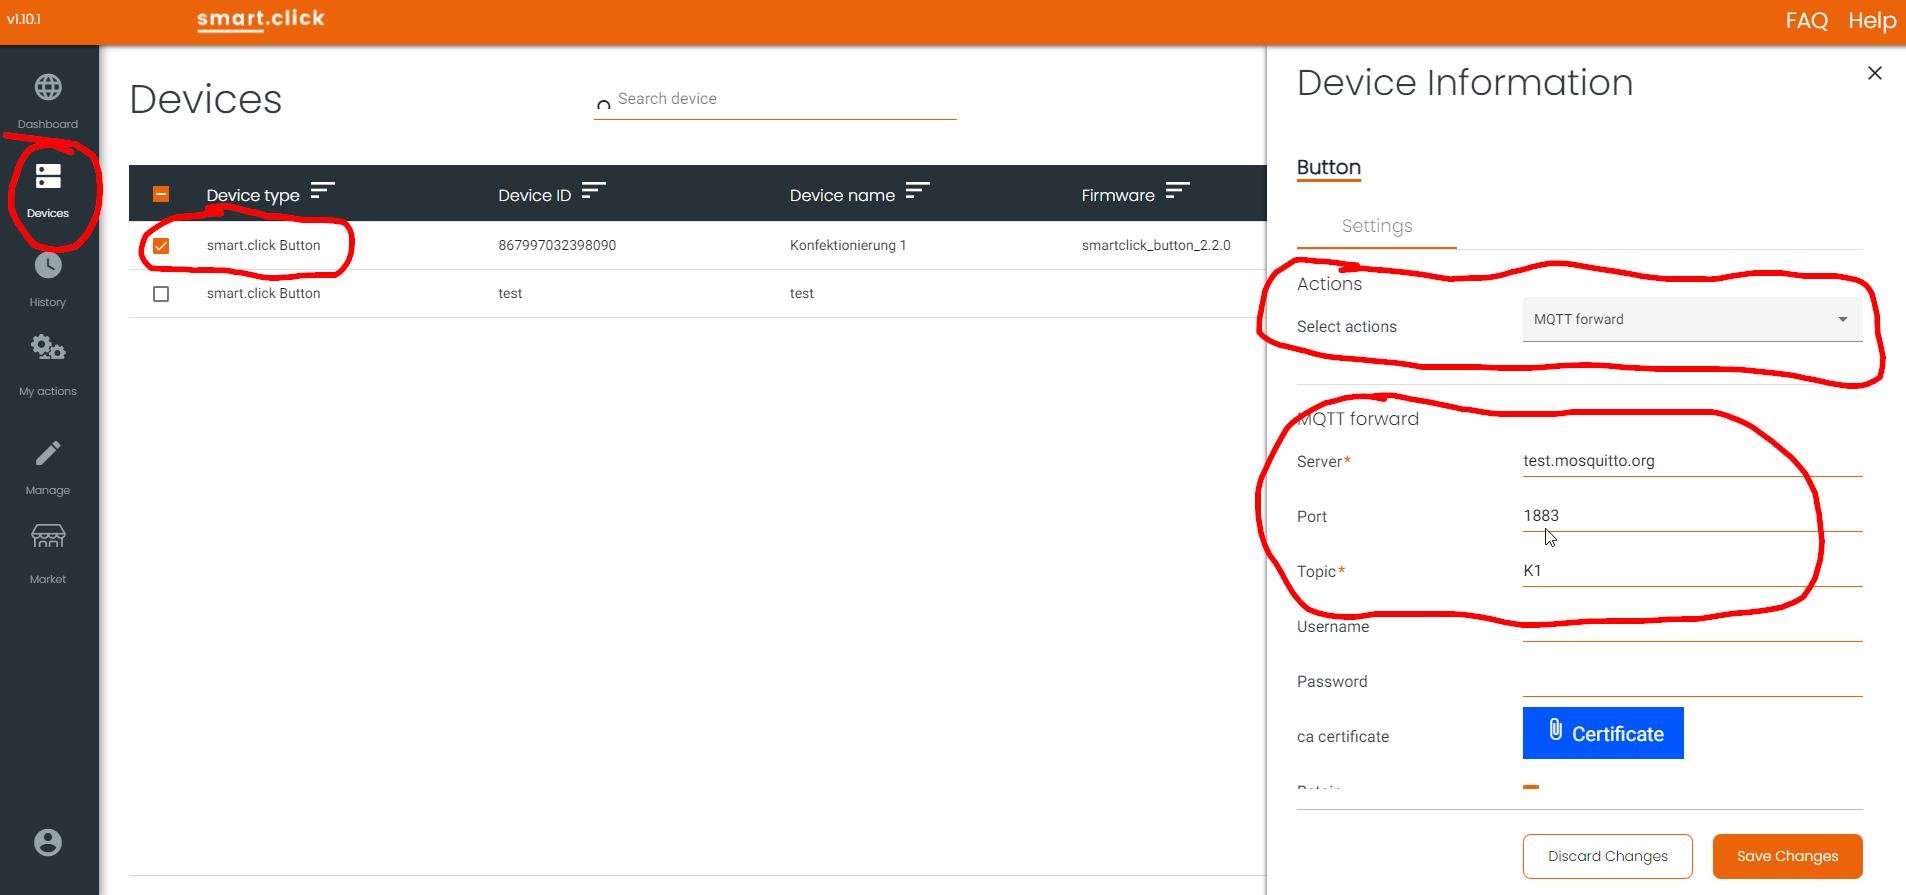 v1.10.1
smart.click
FAQ Help
Dashboard
Devices
History
My actions
Manage
Market
Devices
Search device
Device type Device ID Device name Firmware
smart.click Button 867997032398090 Konfektionierung 1 smartclick_button_2.2.0
smart.click Button test test
Device Information
Button
Settings
Actions
Select actions MQTT forward
MQTT forward
Server* test.mosquitto.org
Port 1883
Topic* K1
Username
Password
ca certificate Certificate
Discard Changes Save Changes